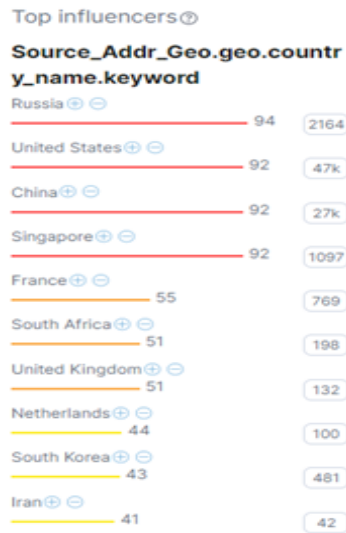 Top influencers
Source_Addr_Geo.geo.countr
y_name.keyword
Russia
94 2164
United States
92 47k
China
92 27k
Singapore
92 1097
France
55 769
South Africa
51 198
United Kingdom
51 132
Netherlands
44 100
South Korea
43 481
Iran
41 42